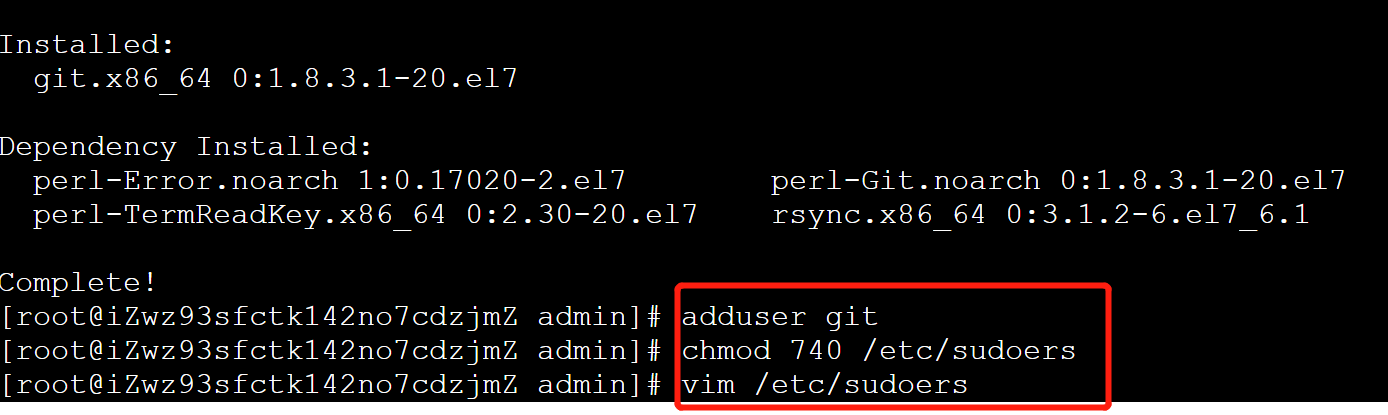 Installed:
  git.x86_64 0:1.8.3.1-20.el7
Dependency Installed:
  perl-Error.noarch 1:0.17020-2.el7          perl-Git.noarch 0:1.8.3.1-20.el7
  perl-TermReadKey.x86_64 0:2.30-20.el7      rsync.x86_64 0:3.1.2-6.el7_6.1
Complete!
[root@iZwz93sfctk142no7cdzjmZ admin]# adduser git
[root@iZwz93sfctk142no7cdzjmZ admin]# chmod 740 /etc/sudoers
[root@iZwz93sfctk142no7cdzjmZ admin]# vim /etc/sudoers